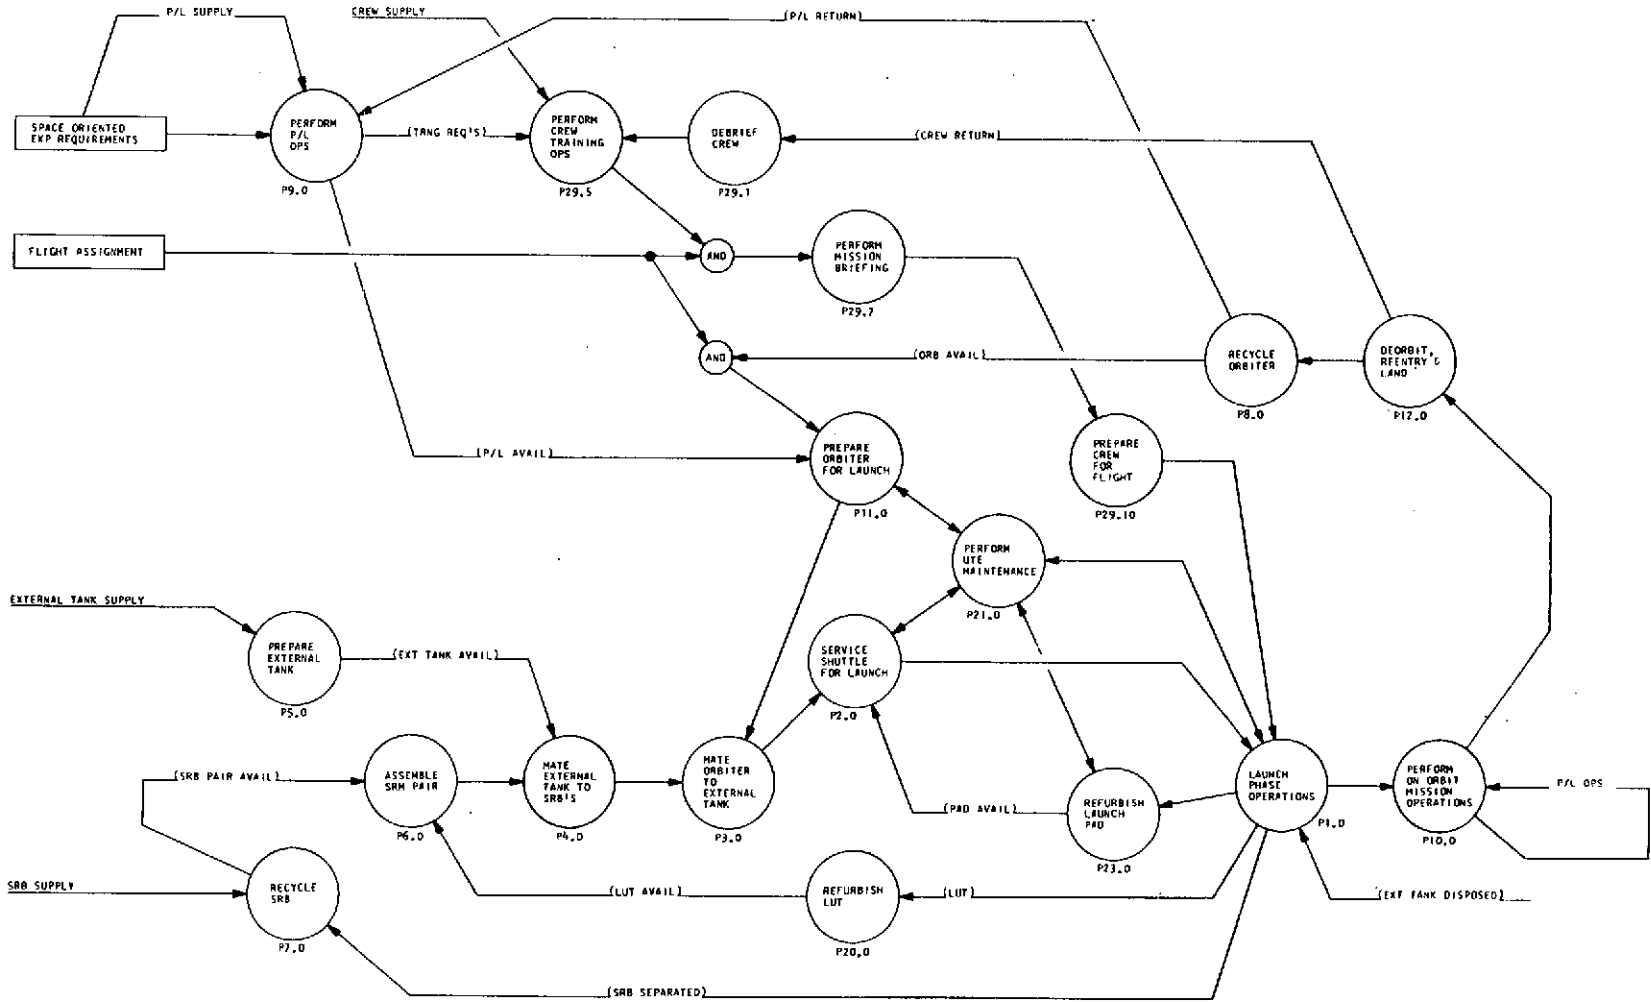 P/L SUPPLY
CREW SUPPLY
(P/L RETURN)
SPACE ORIENTED
EXP REQUIREMENTS
PERFORM
P/L
OPS
P9.0
(TRNG REQ'S)
PERFORM
CREW
TRAINING
OPS
P29.5
DEBRIEF
CREW
P29.1
(CREW RETURN)
FLIGHT ASSIGNMENT
AND
PERFORM
MISSION
BRIEFING
P29.7
AND
(ORB AVAIL)
RECYCLE
ORBITER
P8.0
DEORBIT,
REENTRY &
LAND
P12.0
(P/L AVAIL)
PREPARE
ORBITER
FOR LAUNCH
P11.0
PREPARE
CREW
FOR
FLIGHT
P29.10
PERFORM
UTE
MAINTENANCE
P21.0
EXTERNAL TANK SUPPLY
PREPARE
EXTERNAL
TANK
P5.0
(EXT TANK AVAIL)
SERVICE
SHUTTLE
FOR LAUNCH
P2.0
(SRB PAIR AVAIL)
ASSEMBLE
SRM PAIR
P6.0
MATE
EXTERNAL
TANK TO
SRB'S
P4.0
MATE
ORBITER
TO
EXTERNAL
TANK
P3.0
(PAD AVAIL)
REFURBISH
LAUNCH
PAD
P23.0
LAUNCH
PHASE
OPERATIONS
P1.0
PERFORM
ON ORBIT
MISSION
OPERATIONS
P10.0
P/L OPS
SRB SUPPLY
RECYCLE
SRB
P7.0
(LUT AVAIL)
REFURBISH
LUT
P20.0
(LUT)
(EXT TANK DISPOSED)
(SRB SEPARATED)